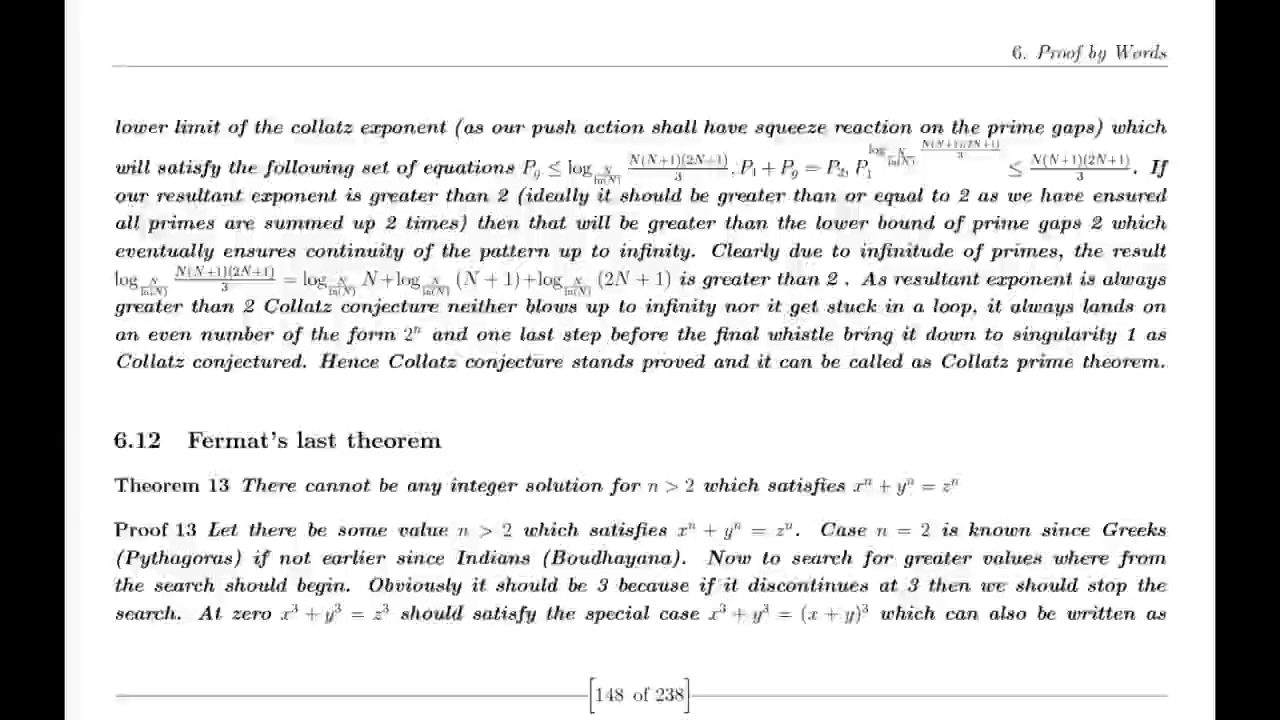 6. Proof by Words
lower limit of the collatz exponent (as our push action shall have squeeze reaction on the prime gaps) which
will satisfy the following set of equations P_g ≤ log_{N/ln(N)} N(N+1)(2N+1)/3, P_1 + P_g = P_2, P_1^{log_{N/ln(N)} N(N+1)(2N+1)/3} ≤ N(N+1)(2N+1)/3. If
our resultant exponent is greater than 2 (ideally it should be greater than or equal to 2 as we have ensured
all primes are summed up 2 times) then that will be greater than the lower bound of prime gaps 2 which
eventually ensures continuity of the pattern up to infinity. Clearly due to infinitude of primes, the result
log_{N/ln(N)} N(N+1)(2N+1)/3 = log_{N/ln(N)} N + log_{N/ln(N)} (N + 1) + log_{N/ln(N)} (2N + 1) is greater than 2 . As resultant exponent is always
greater than 2 Collatz conjecture neither blows up to infinity nor it get stuck in a loop, it always lands on
an even number of the form 2^n and one last step before the final whistle bring it down to singularity 1 as
Collatz conjectured. Hence Collatz conjecture stands proved and it can be called as Collatz prime theorem.
6.12 Fermat's last theorem
Theorem 13 There cannot be any integer solution for n > 2 which satisfies x^n + y^n = z^n
Proof 13 Let there be some value n > 2 which satisfies x^n + y^n = z^n. Case n = 2 is known since Greeks
(Pythagoras) if not earlier since Indians (Boudhayana). Now to search for greater values where from
the search should begin. Obviously it should be 3 because if it discontinues at 3 then we should stop the
search. At zero x^3 + y^3 = z^3 should satisfy the special case x^3 + y^3 = (x + y)^3 which can also be written as
[148 of 238]